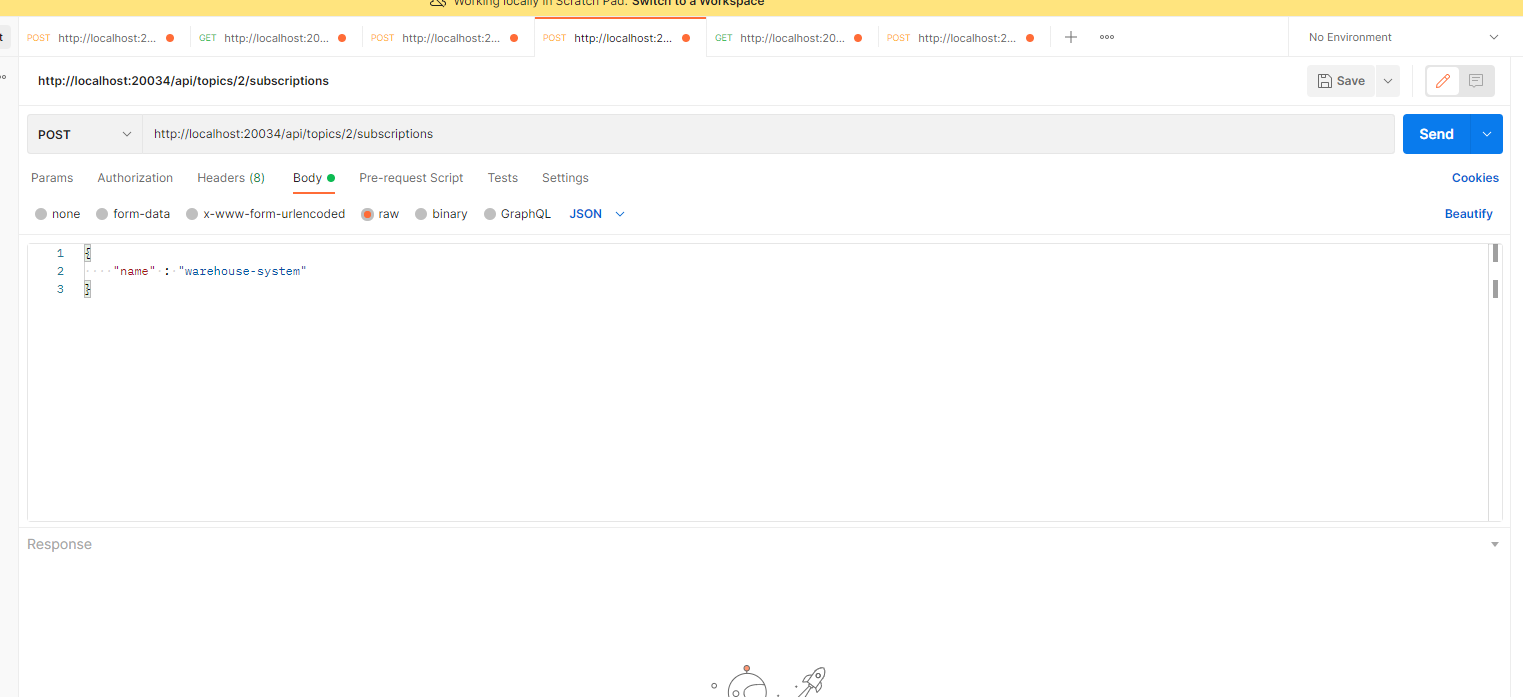 Working locally in Scratch Pad. Switch to a Workspace
t POST http://localhost:2... GET http://localhost:20... POST http://localhost:2... POST http://localhost:2... GET http://localhost:20... POST http://localhost:2... No Environment
http://localhost:20034/api/topics/2/subscriptions Save
POST http://localhost:20034/api/topics/2/subscriptions Send
Params Authorization Headers (8) Body Pre-request Script Tests Settings Cookies
none form-data x-www-form-urlencoded raw binary GraphQL JSON Beautify
1 {
2 "name" : "warehouse-system"
3 }
Response